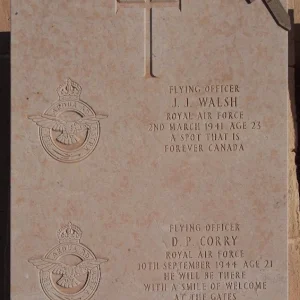 FLYING OFFICER
J. J. WALSH
ROYAL AIR FORCE
2ND MARCH 1941 AGE 23
A SPOT THAT IS
FOREVER CANADA
FLYING OFFICER
D. P. CORRY
ROYAL AIR FORCE
10TH SEPTEMBER 1944 AGE 21
HE WILL BE THERE
WITH A SMILE OF WELCOME
AT THE GATES